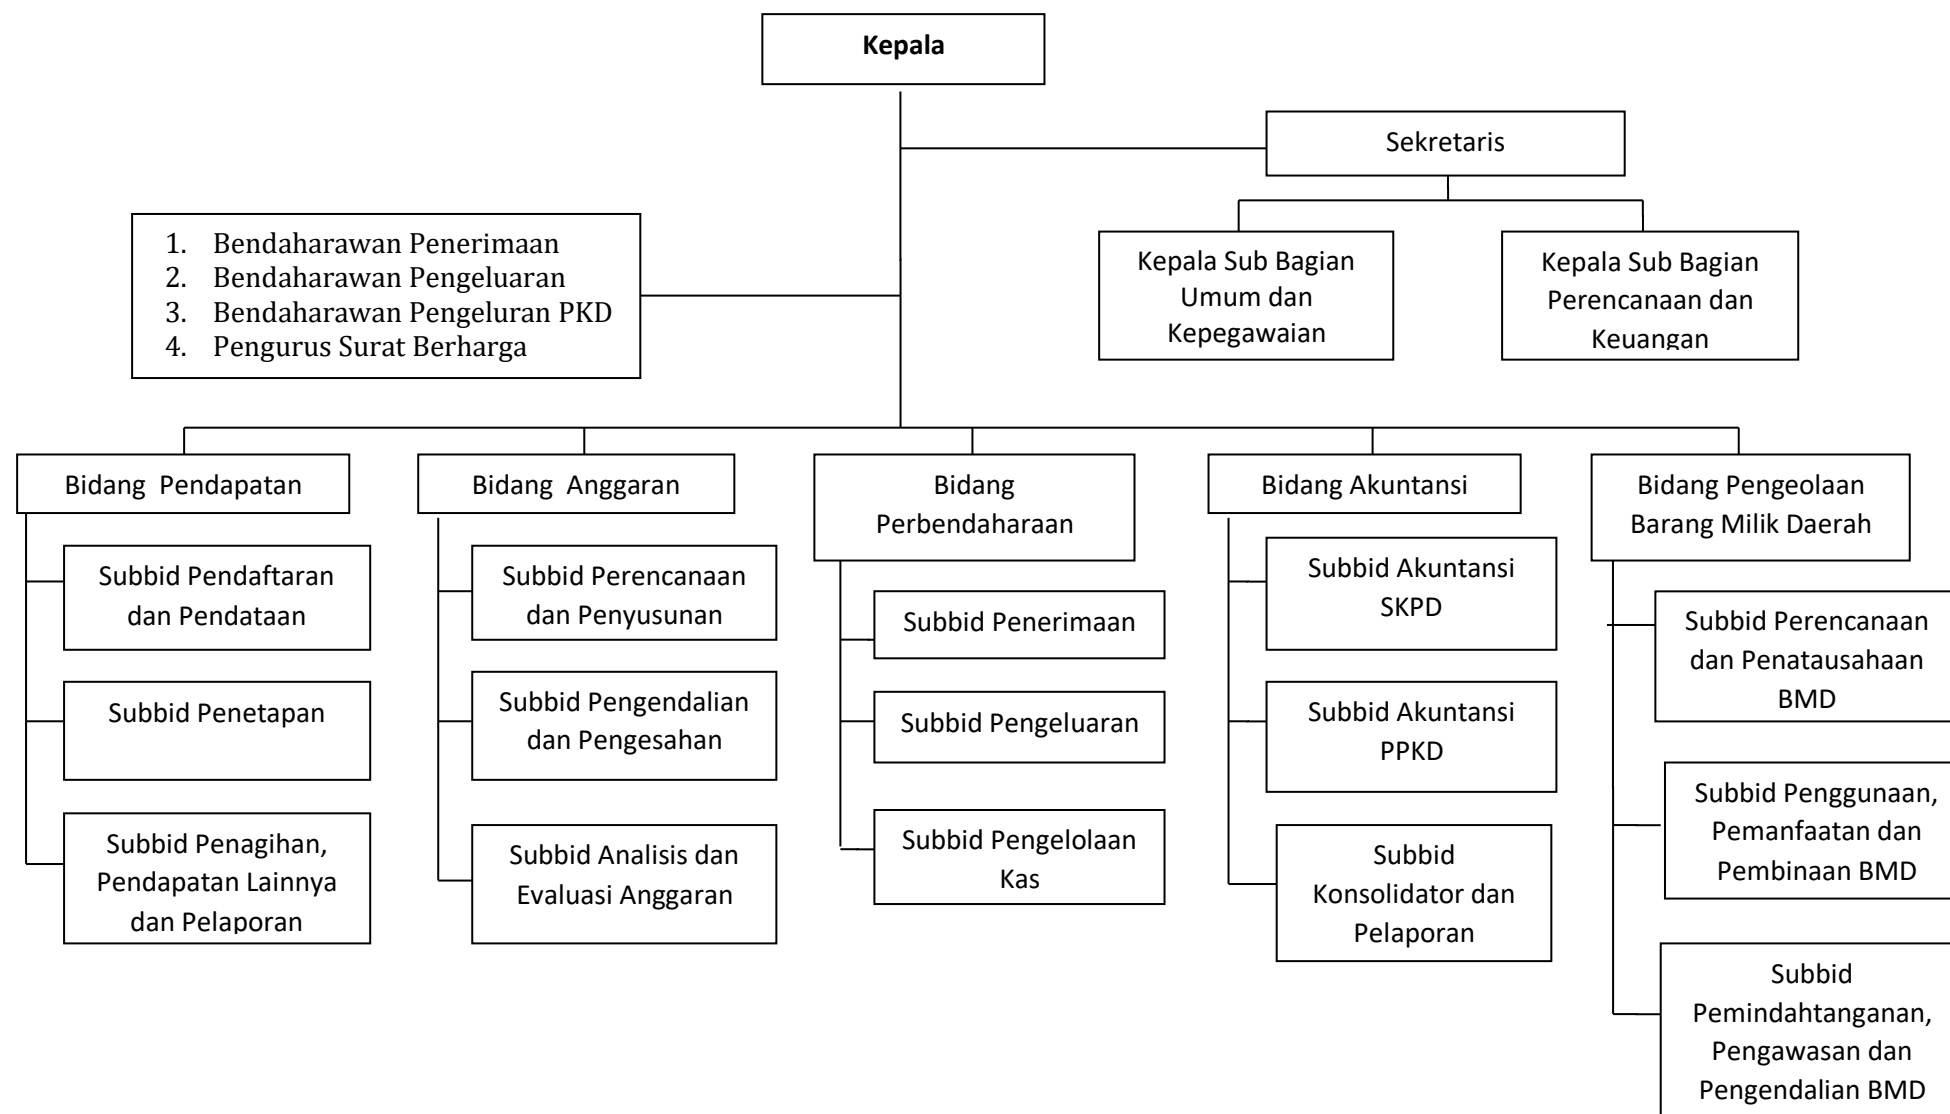 Kepala
Sekretaris
1. Bendaharawan Penerimaan
2. Bendaharawan Pengeluaran
3. Bendaharawan Pengeluran PKD
4. Pengurus Surat Berharga
Kepala Sub Bagian
Umum dan
Kepegawaian
Kepala Sub Bagian
Perencanaan dan
Keuangan
Bidang Pendapatan
Subbid Pendaftaran
dan Pendataan
Subbid Penetapan
Subbid Penagihan,
Pendapatan Lainnya
dan Pelaporan
Bidang Anggaran
Subbid Perencanaan
dan Penyusunan
Subbid Pengendalian
dan Pengesahan
Subbid Analisis dan
Evaluasi Anggaran
Bidang
Perbendaharaan
Subbid Penerimaan
Subbid Pengeluaran
Subbid Pengelolaan
Kas
Bidang Akuntansi
Subbid Akuntansi
SKPD
Subbid Akuntansi
PPKD
Subbid
Konsolidator dan
Pelaporan
Bidang Pengeolaan
Barang Milik Daerah
Subbid Perencanaan
dan Penatausahaan
BMD
Subbid Penggunaan,
Pemanfaatan dan
Pembinaan BMD
Subbid
Pemindahtanganan,
Pengawasan dan
Pengendalian BMD